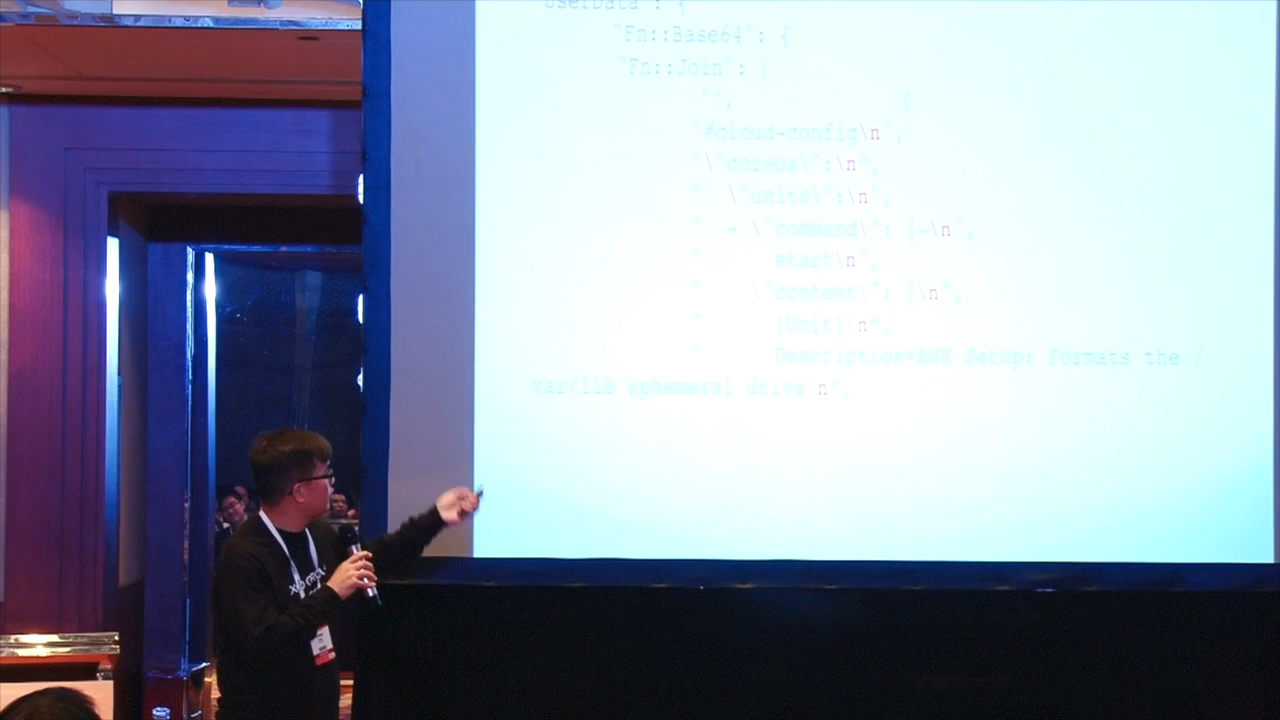 "UserData": {
"Fn::Base64": {
"Fn::Join": [
"", [
"#cloud-config\n",
"\"coreos\":\n",
" \"units\":\n",
" - \"command\": |-\n",
" start\n",
" \"content\": |\n",
" [Unit]\n",
" Description=AWS Setup: Formats the /
var/lib ephemeral drive\n",